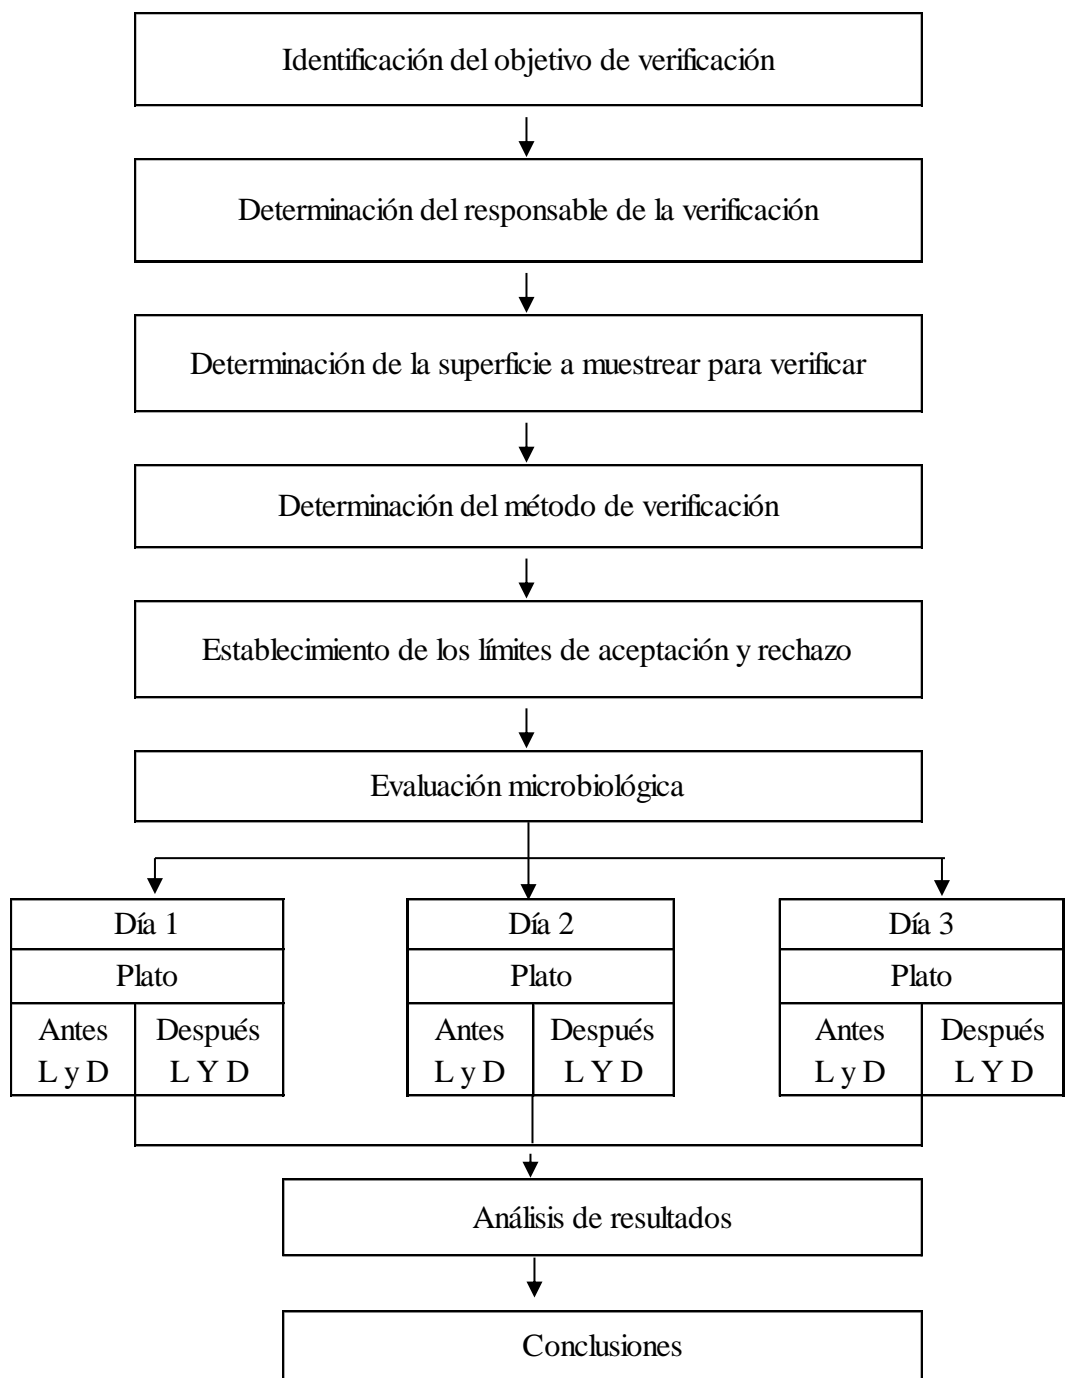 Identificación del objetivo de verificación
Determinación del responsable de la verificación
Determinación de la superficie a muestrear para verificar
Determinación del método de verificación
Establecimiento de los límites de aceptación y rechazo
Evaluación microbiológica
Día 1
Plato
Antes
L y D
Después
L Y D
Día 2
Plato
Antes
L y D
Después
L Y D
Día 3
Plato
Antes
L y D
Después
L Y D
Análisis de resultados
Conclusiones